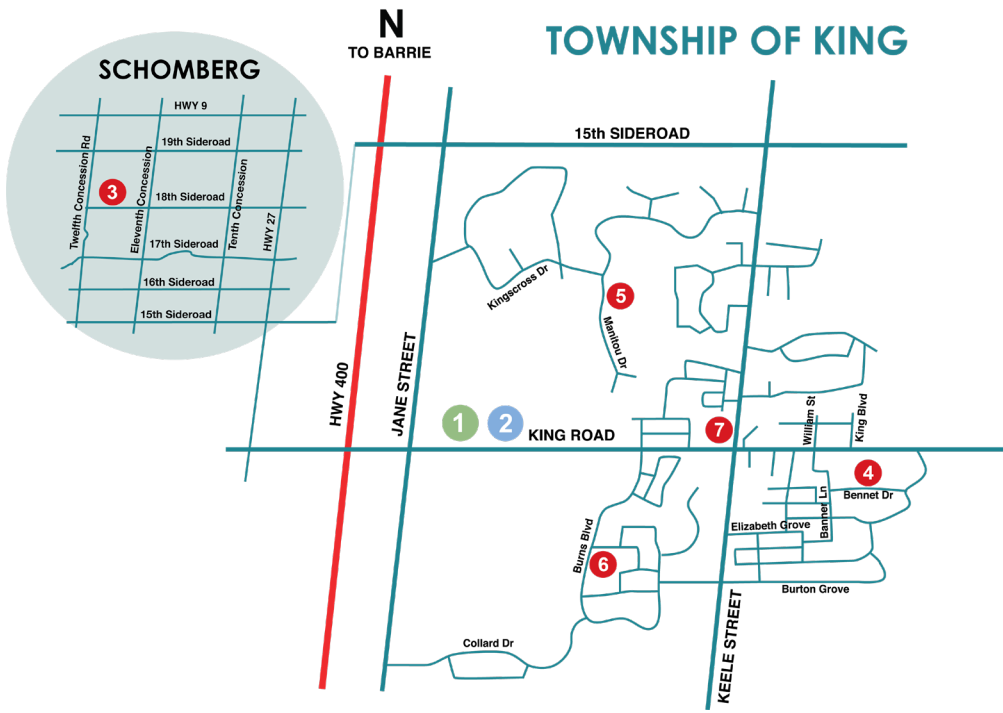 N
TO BARRIE
TOWNSHIP OF KING
SCHOMBERG
HWY 9
19th Sideroad
Twelfth Concession Rd
Eleventh Concession
Tenth Concession
HWY 27
3
18th Sideroad
17th Sideroad
16th Sideroad
15th Sideroad
15th SIDEROAD
Kingscross Dr
5
Manitou Dr
HWY 400
JANE STREET
1
2
KING ROAD
7
William St
King Blvd
4
Bennet Dr
Banner Ln
Elizabeth Grove
Burns Blvd
6
Burton Grove
KEELE STREET
Collard Dr